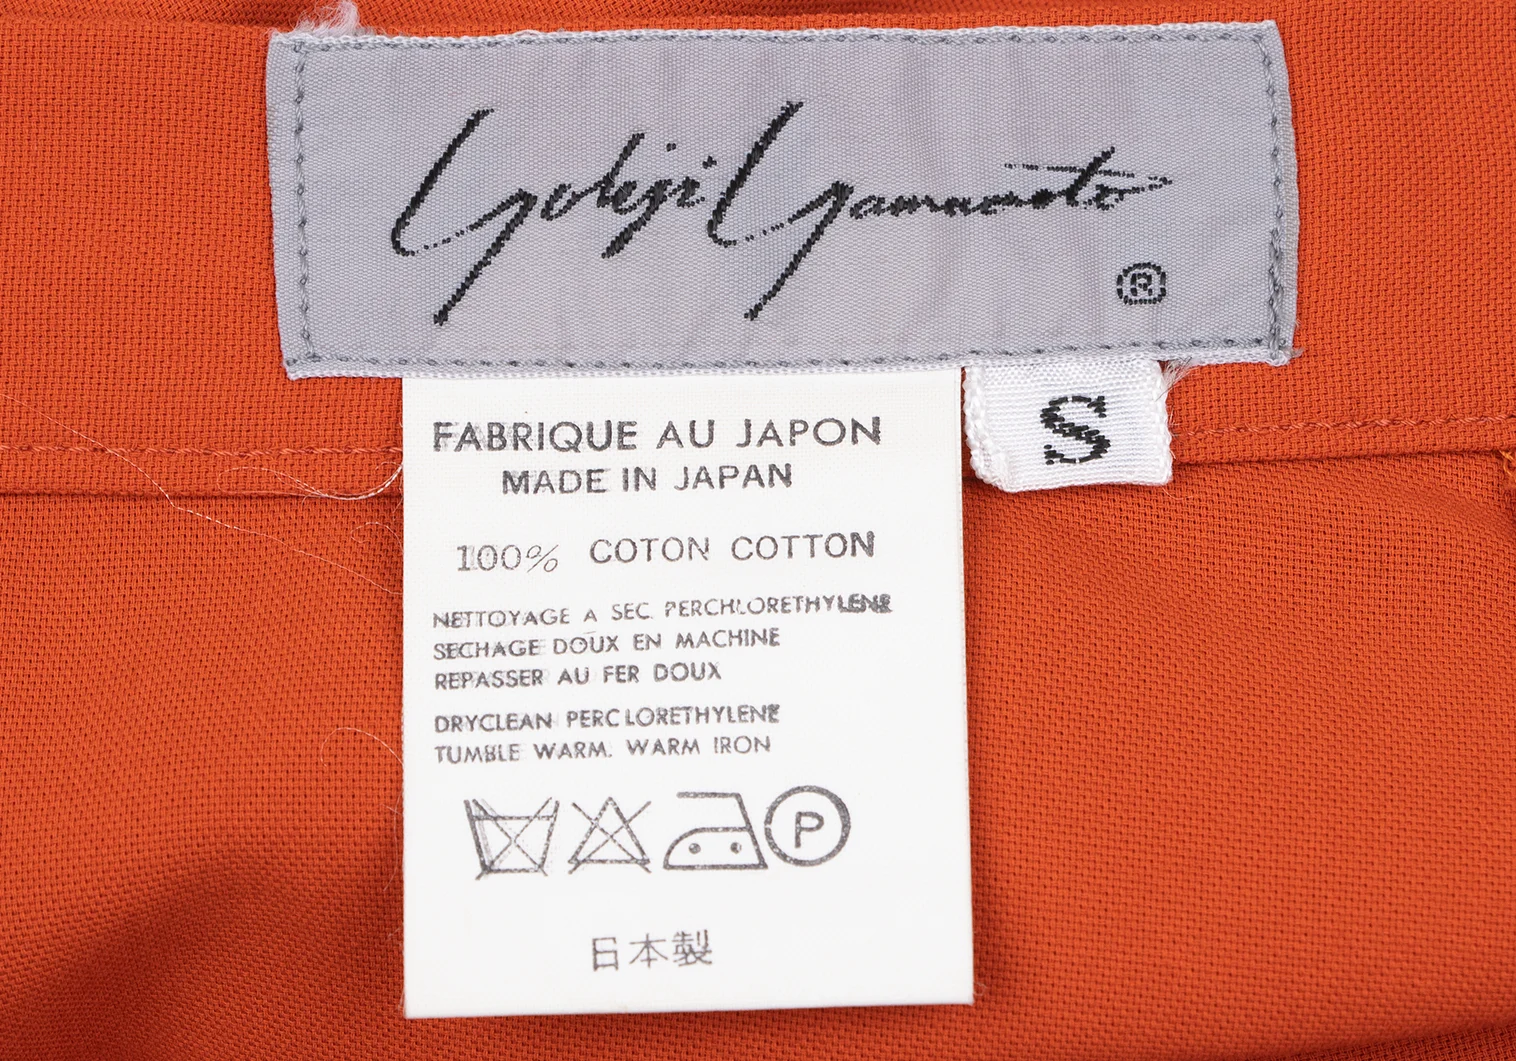 Yohji Yamamoto
®
S
FABRIQUE AU JAPON
MADE IN JAPAN
100% COTON COTTON
NETTOYAGE A SEC. PERCHLORETHYLENE
SECHAGE DOUX EN MACHINE
REPASSER AU FER DOUX
DRYCLEAN PERCLORETHYLENE
TUMBLE WARM. WARM IRON
P
日本製